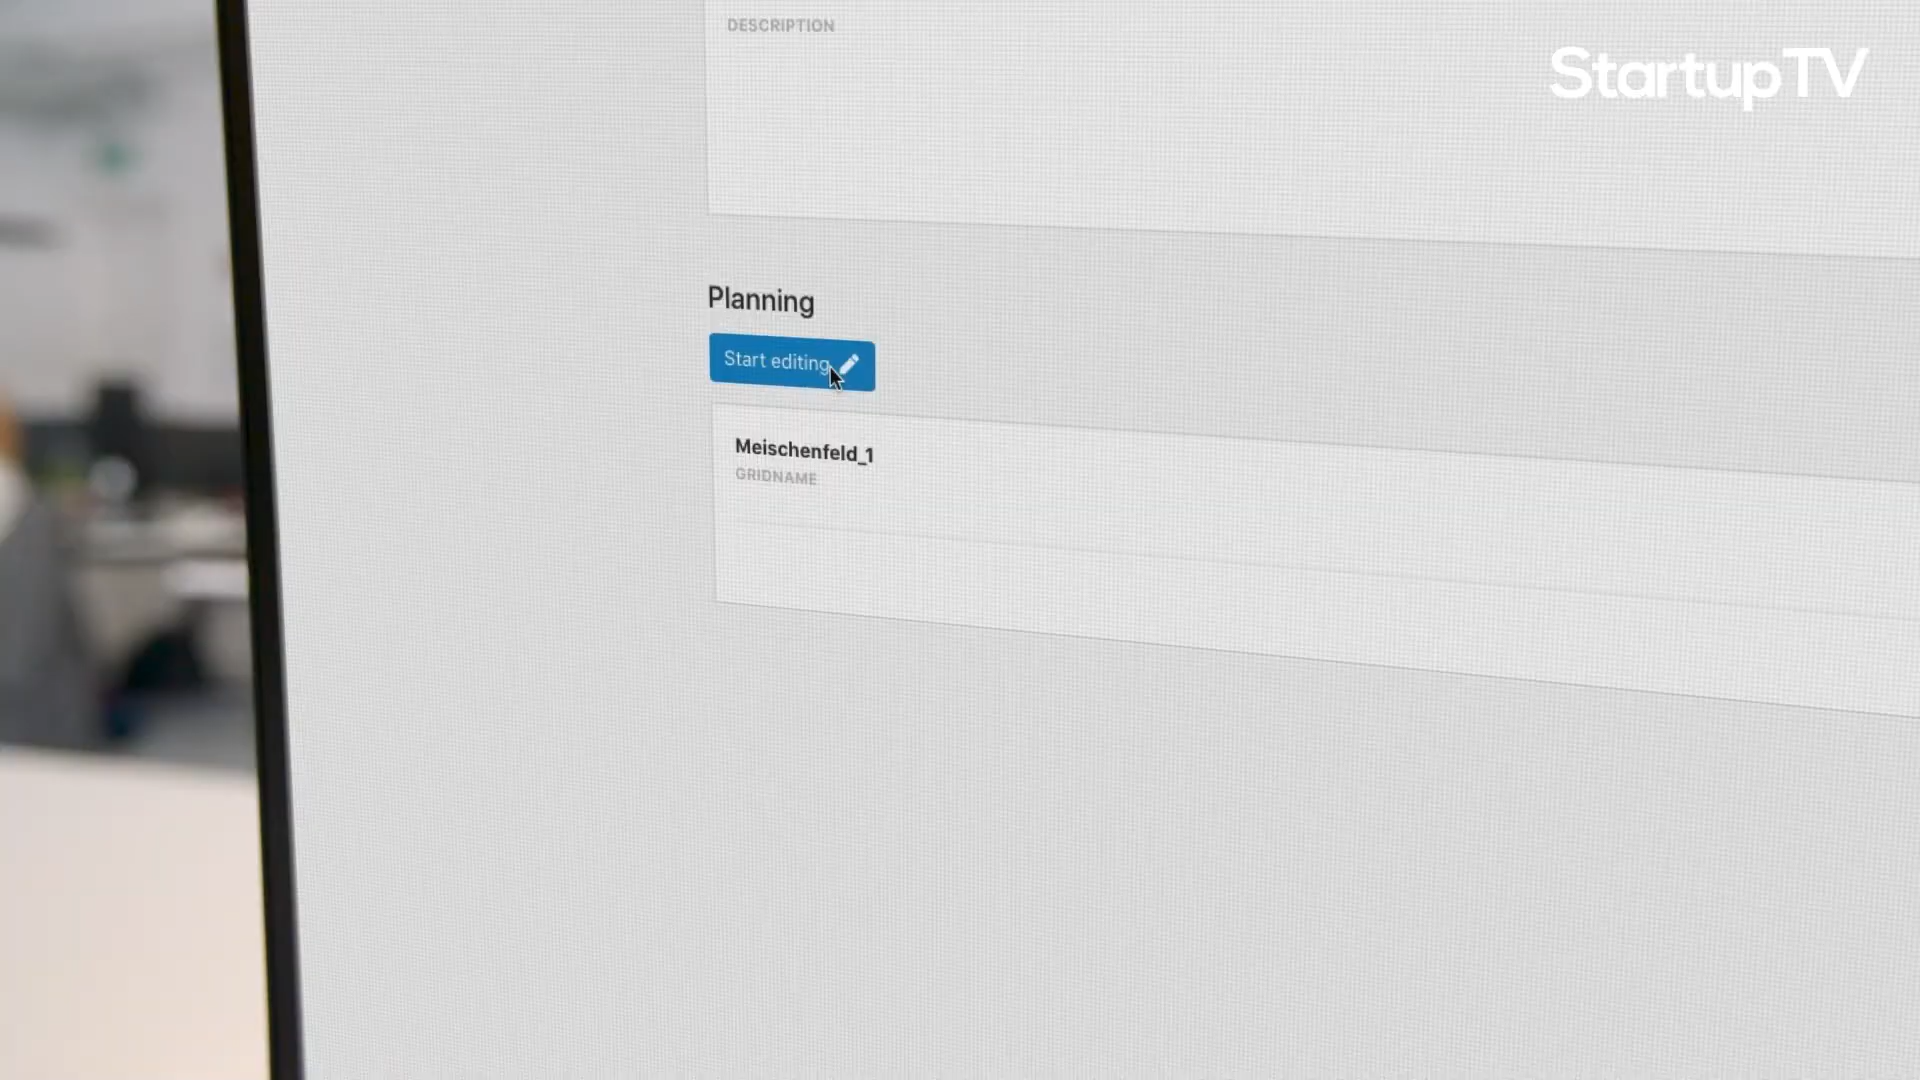 DESCRIPTION
StartupTV
Planning
Start editing
Meischenfeld_1
GRIDNAME